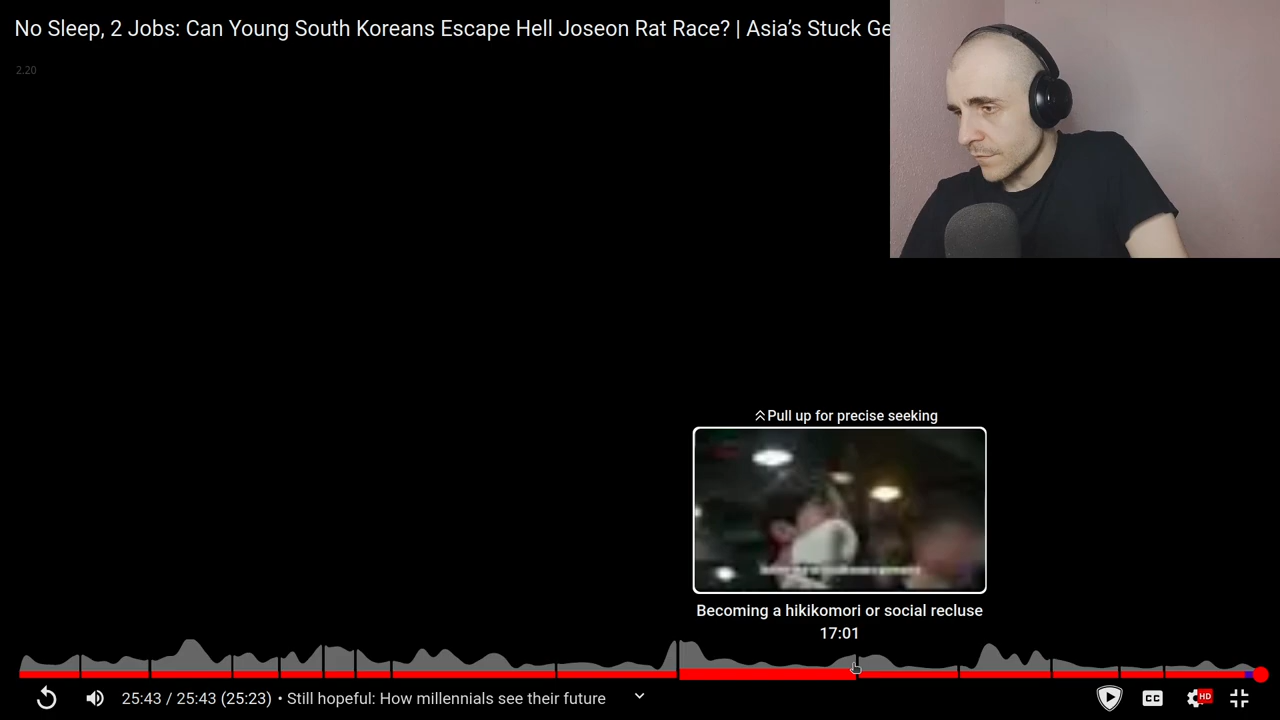 No Sleep, 2 Jobs: Can Young South Koreans Escape Hell Joseon Rat Race? | Asia’s Stuck Ge
2.20
Pull up for precise seeking
Becoming a hikikomori or social recluse
17:01
25:43 / 25:43 (25:23) • Still hopeful: How millennials see their future
CC
HD